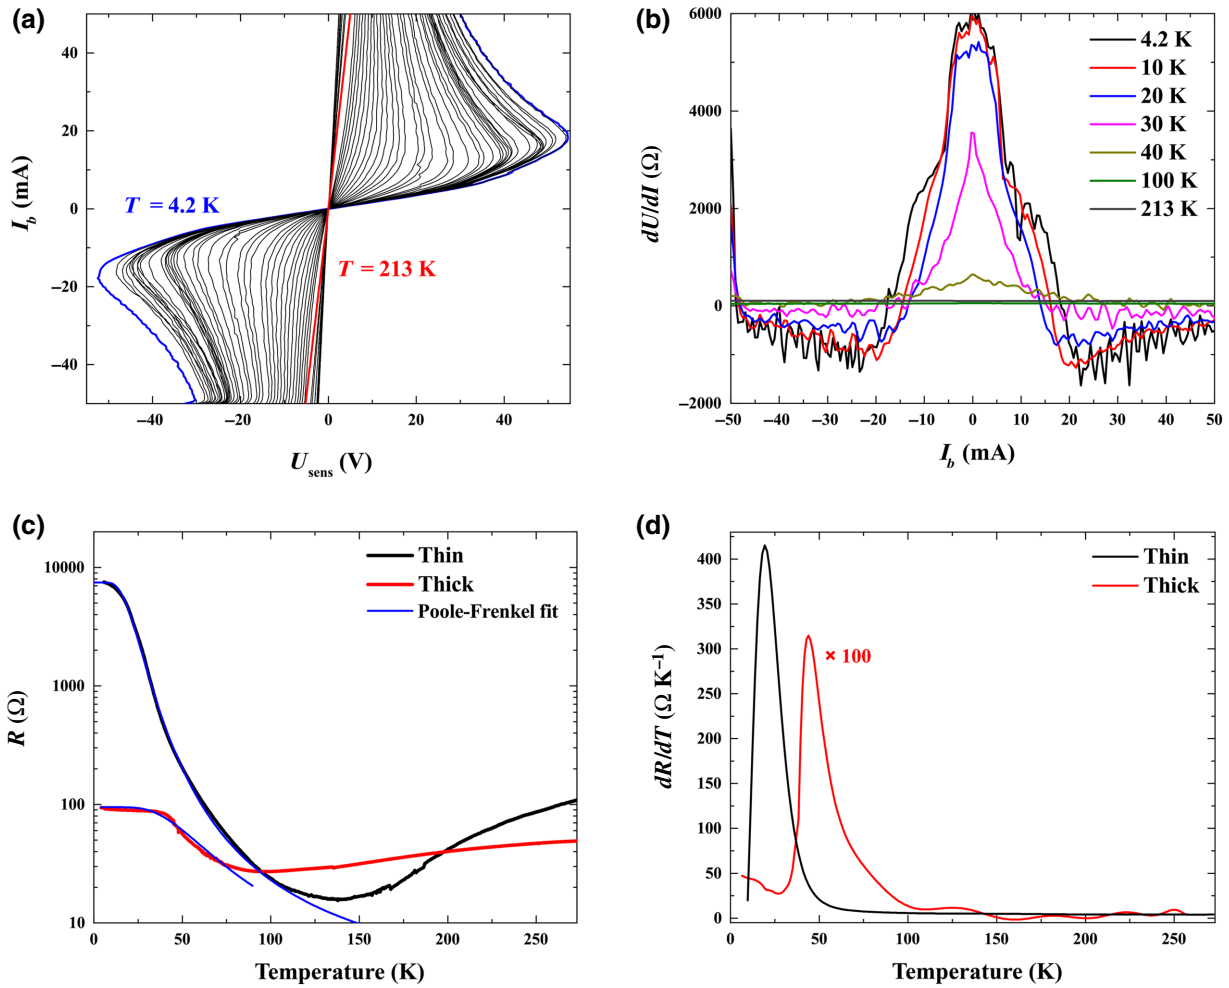 (a)
40
20
0
−20
−40
I_b (mA)
T = 4.2 K
T = 213 K
−40 −20 0 20 40
U_sens (V)
(b)
6000
4000
2000
0
−2000
dU/dI (Ω)
4.2 K
10 K
20 K
30 K
40 K
100 K
213 K
−50 −40 −30 −20 −10 0 10 20 30 40 50
I_b (mA)
(c)
10000
1000
100
10
R (Ω)
Thin
Thick
Poole-Frenkel fit
0 50 100 150 200 250
Temperature (K)
(d)
400
350
300
250
200
150
100
50
0
dR/dT (Ω K⁻¹)
Thin
Thick
× 100
0 50 100 150 200 250
Temperature (K)